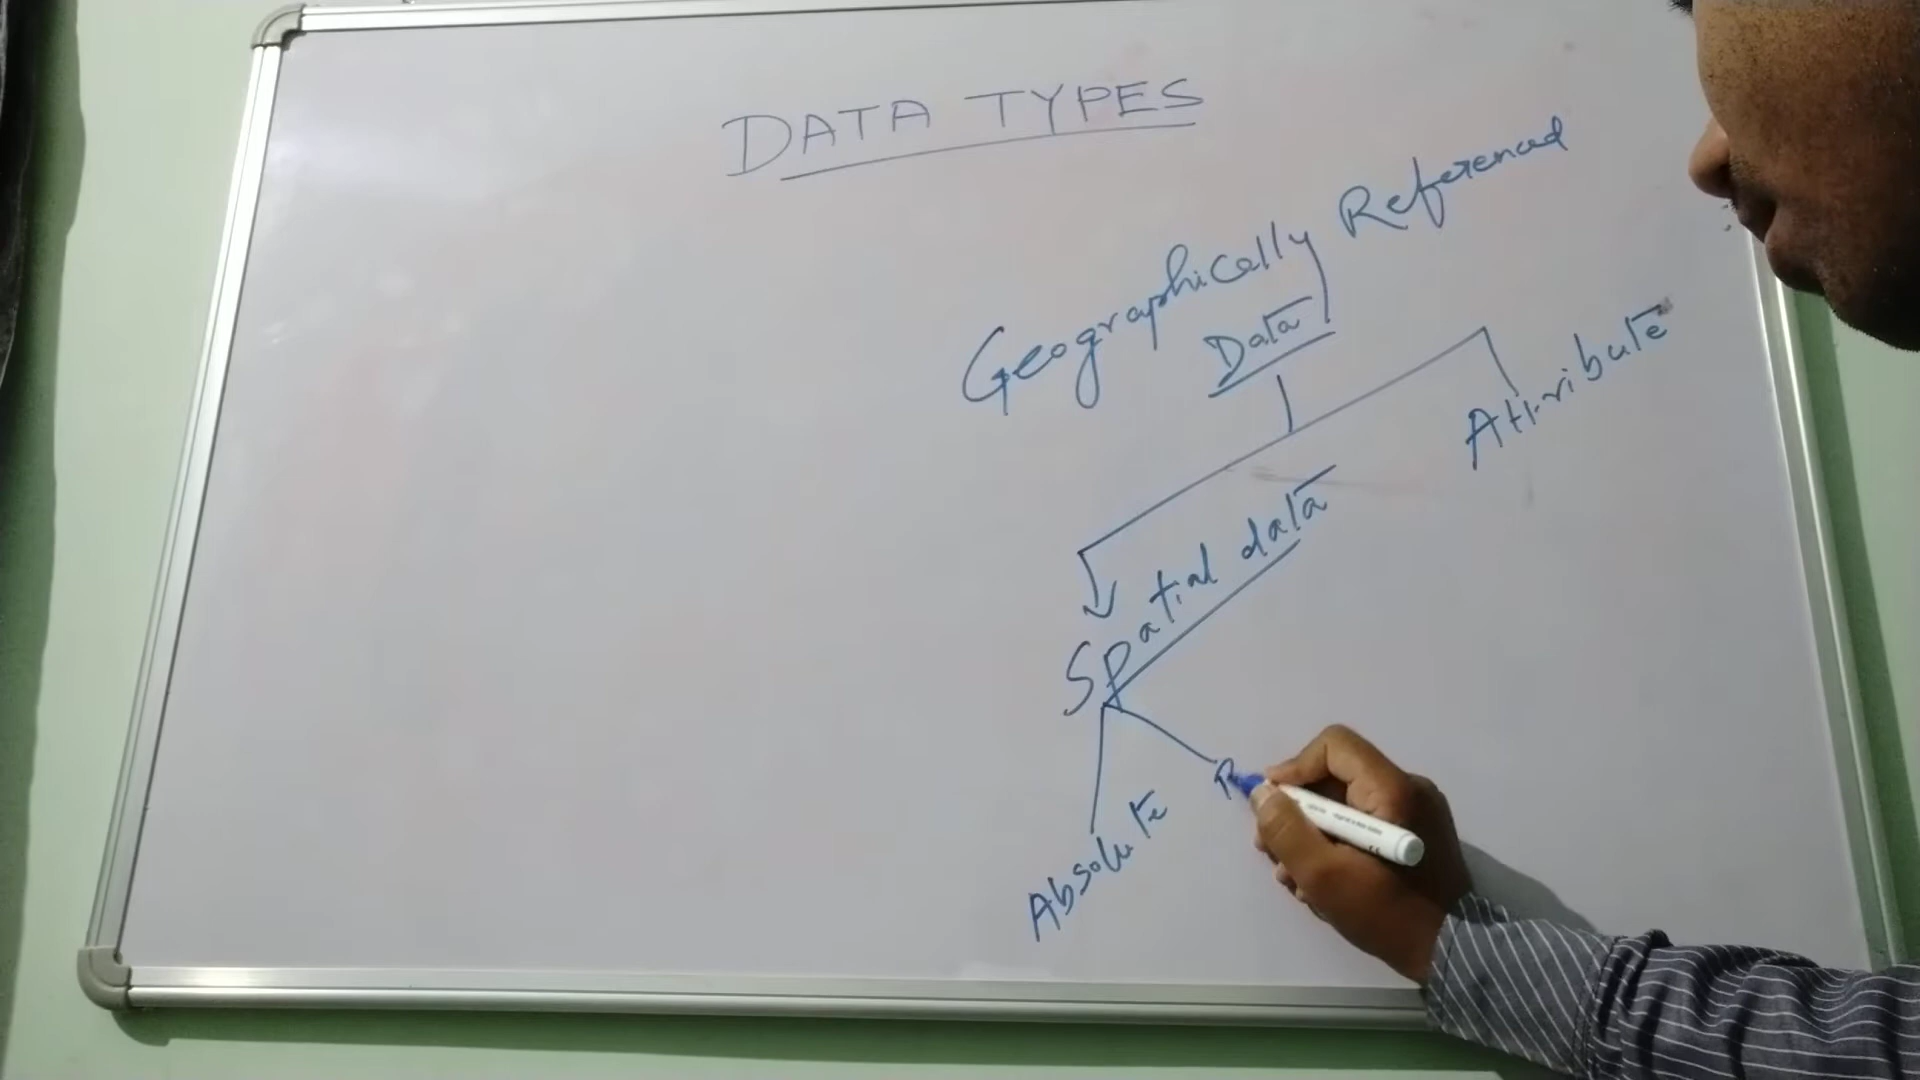 DATA TYPES
Geographically Referenced
Data
Attribute
Spatial data
Absolute
R